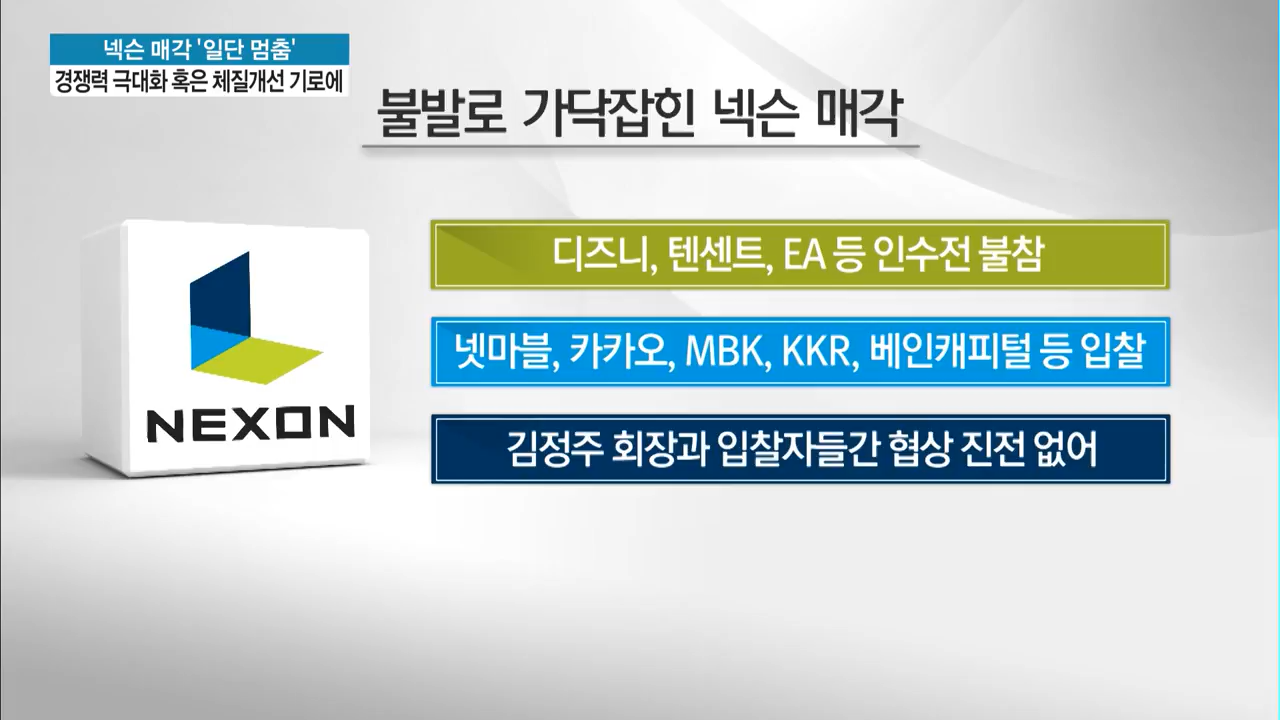 넥슨 매각 '일단 멈춤'
경쟁력 극대화 혹은 체질개선 기로에
불발로 가닥잡힌 넥슨 매각
디즈니, 텐센트, EA 등 인수전 불참
넷마블, 카카오, MBK, KKR, 베인캐피털 등 입찰
김정주 회장과 입찰자들간 협상 진전 없어
NEXON